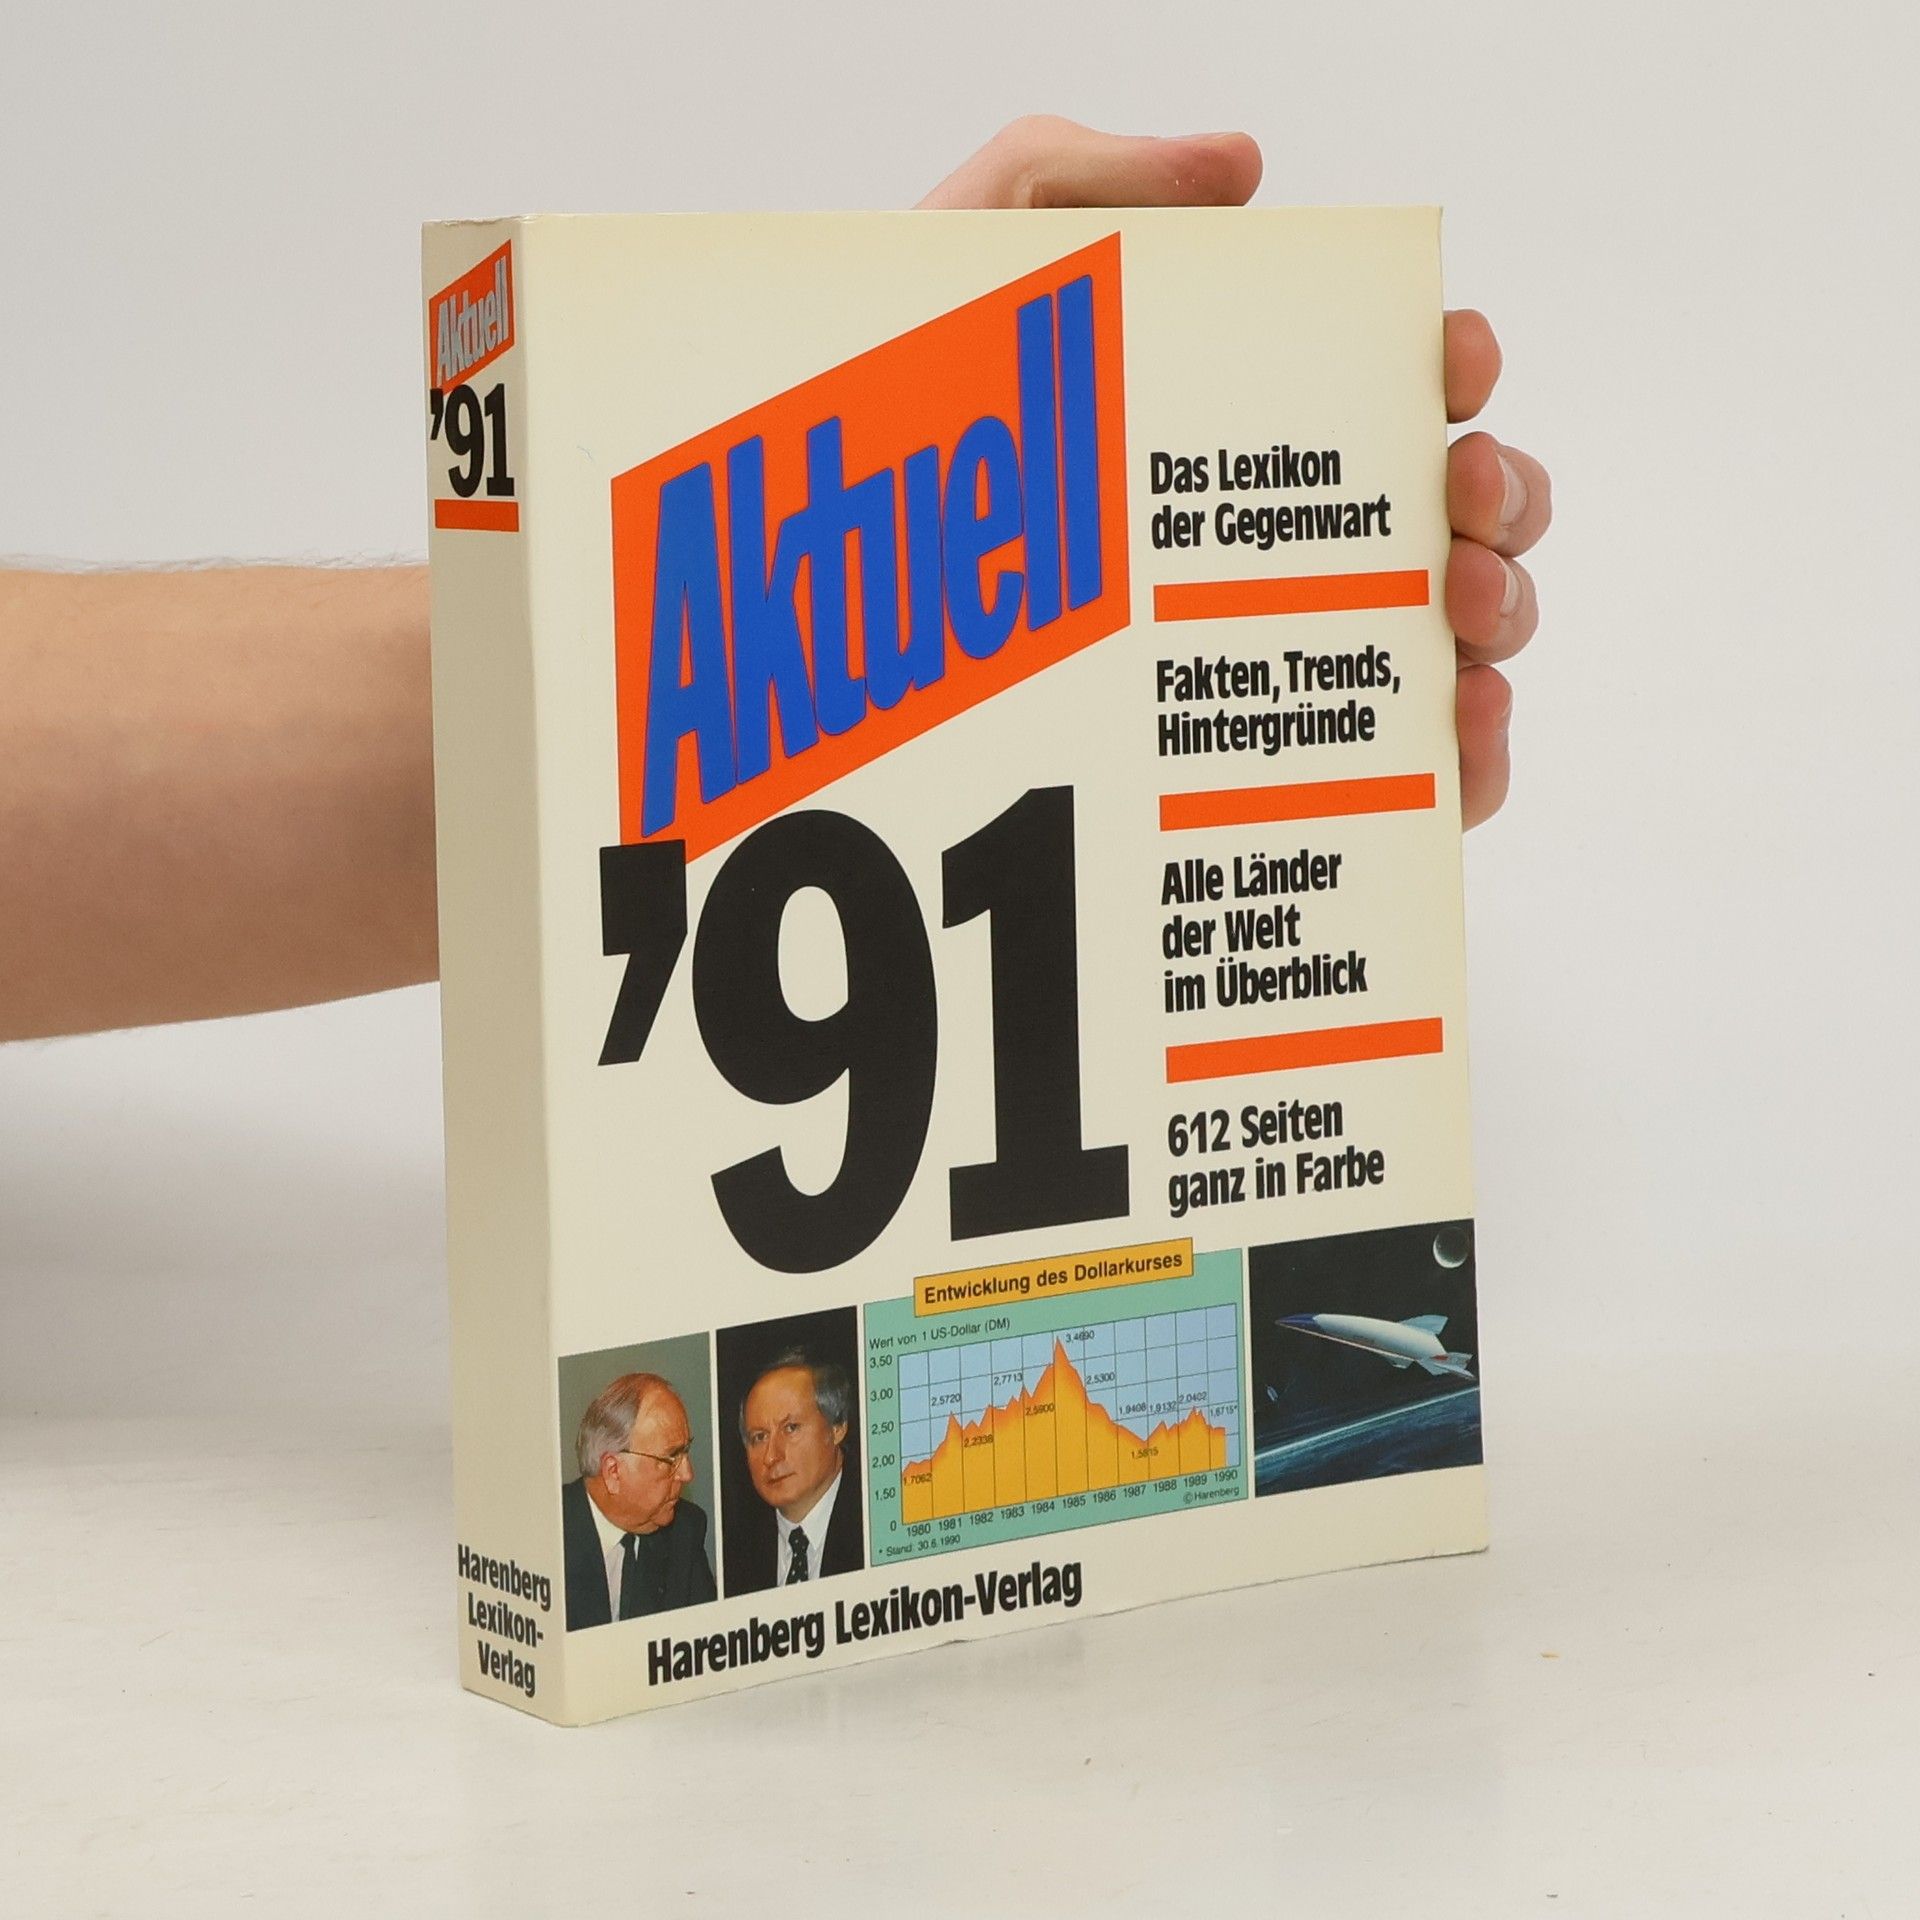 Aktuell
'91
Harenberg
Lexikon-
Verlag
Aktuell
'91
Das Lexikon
der Gegenwart
Fakten, Trends,
Hintergründe
Alle Länder
der Welt
im Überblick
612 Seiten
ganz in Farbe
Entwicklung des Dollarkurses
Wert von 1 US-Dollar (DM)
3,50
3,00
2,50
2,00
1,50
0
1,7062
2,5720
2,2338
2,7713
2,5900
3,4690
2,5300
1,9408
1,5815
1,9132
2,0402
1,6715*
1980 1981 1982 1983 1984 1985 1986 1987 1988 1989 1990
* Stand: 30.6.1990
© Harenberg
Harenberg Lexikon-Verlag